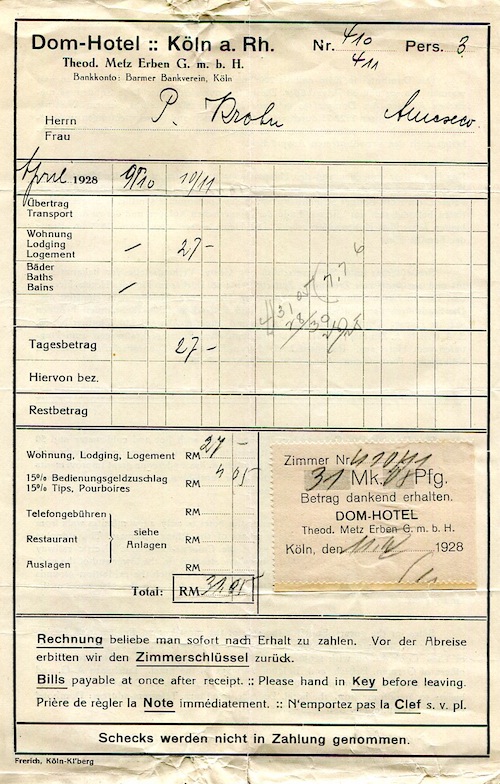 Dom-Hotel :: Köln a. Rh. Nr. 410 Pers. 3
411
Theod. Metz Erben G. m. b. H.
Bankkonto: Barmer Bankverein, Köln
Herrn P. Krohn
Frau
April 1928 9/10 10/11
Übertrag
Transport
Wohnung
Lodging — 27 -
Logement
Bäder
Baths —
Bains
Tagesbetrag 27 -
Hiervon bez.
Restbetrag
Wohnung, Lodging, Logement RM 27 -
15% Bedienungsgeldzuschlag RM 4 05
15% Tips, Pourboires
Telefongebühren RM
Restaurant siehe Anlagen RM
Auslagen RM
Total: RM 31 05
Zimmer Nr.
31 Mk. Pfg.
Betrag dankend erhalten.
DOM-HOTEL
Theod. Metz Erben G. m. b. H.
Köln, den 1928
Rechnung beliebe man sofort nach Erhalt zu zahlen. Vor der Abreise
erbitten wir den Zimmerschlüssel zurück.
Bills payable at once after receipt. :: Please hand in Key before leaving.
Prière de règler la Note immédiatement. :: N'emportez pas la Clef s. v. pl.
Schecks werden nicht in Zahlung genommen.
Frerich, Köln-Kl'berg